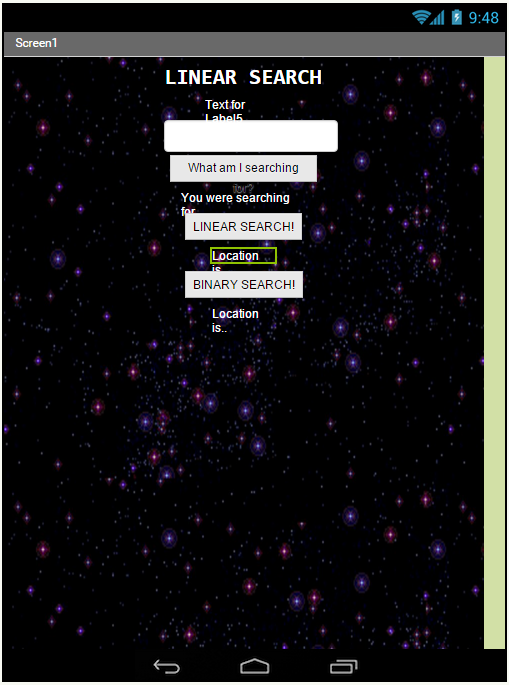 9:48
Screen1
LINEAR SEARCH
Text for
Label5
What am I searching
for?
You were searching
for
LINEAR SEARCH!
Location
is..
BINARY SEARCH!
Location
is..